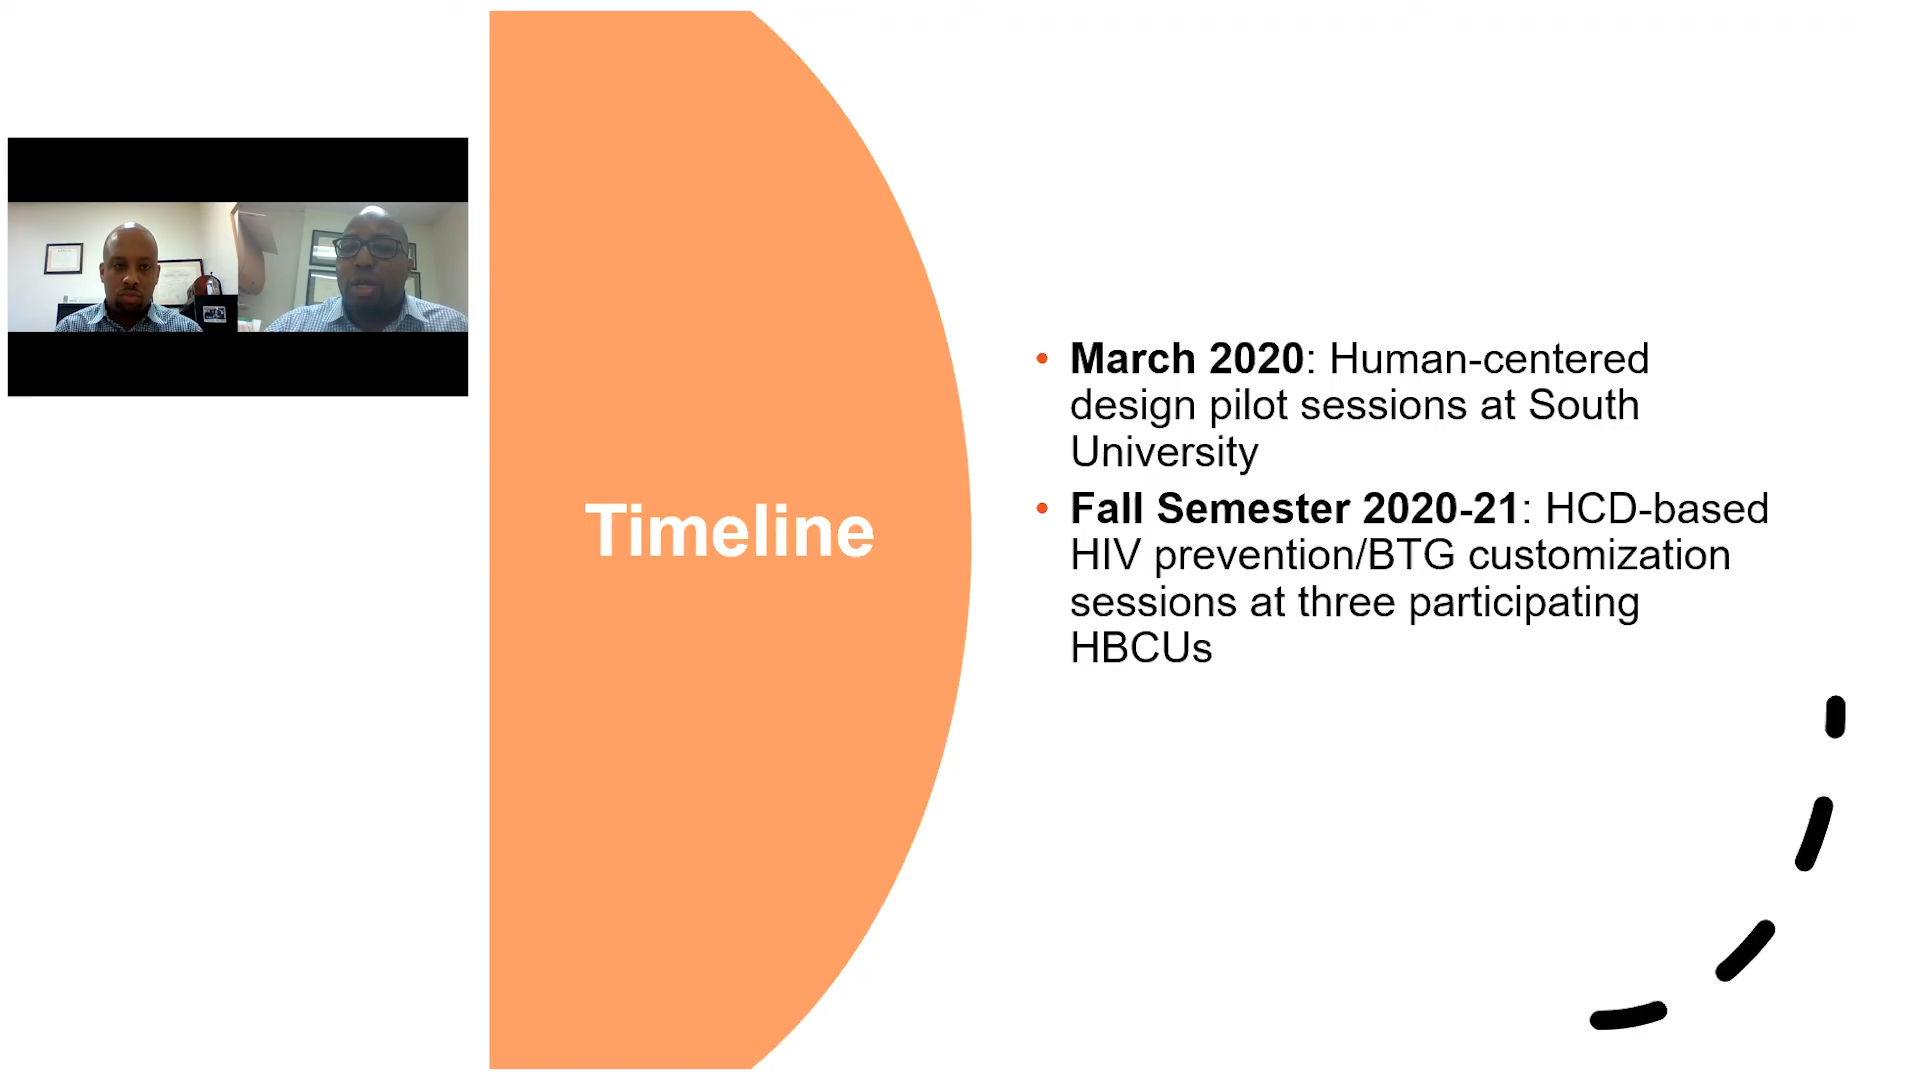 Timeline
• March 2020: Human-centered
design pilot sessions at South
University
• Fall Semester 2020-21: HCD-based
HIV prevention/BTG customization
sessions at three participating
HBCUs